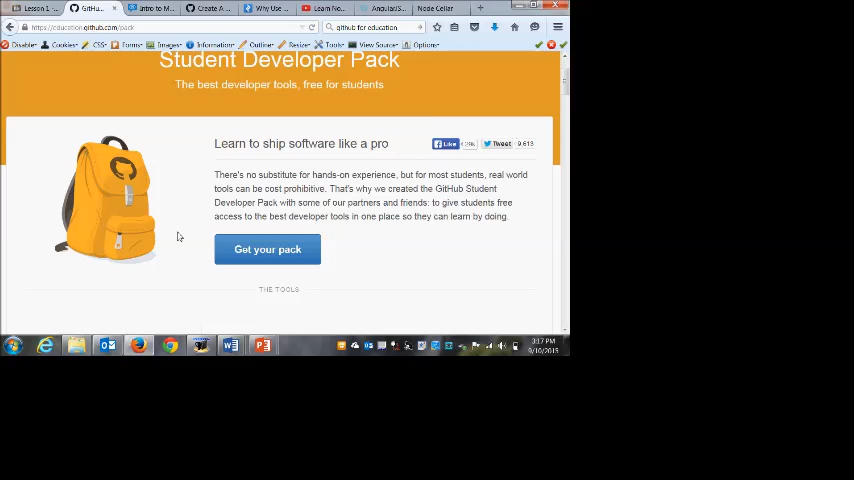 Lesson 1 -...
GitHu...
Intro to M...
Create A ...
Why Use ...
Learn No...
AngularJS...
Node Cellar
https://education.github.com/pack
github for education
Disable
Cookies
CSS
Forms
Images
Information
Outline
Resize
Tools
View Source
Options
Student Developer Pack
The best developer tools, free for students
Learn to ship software like a pro
Like
29k
Tweet
9,613
There's no substitute for hands-on experience, but for most students, real world
tools can be cost prohibitive. That's why we created the GitHub Student
Developer Pack with some of our partners and friends: to give students free
access to the best developer tools in one place so they can learn by doing.
Get your pack
THE TOOLS
3:17 PM
9/10/2015